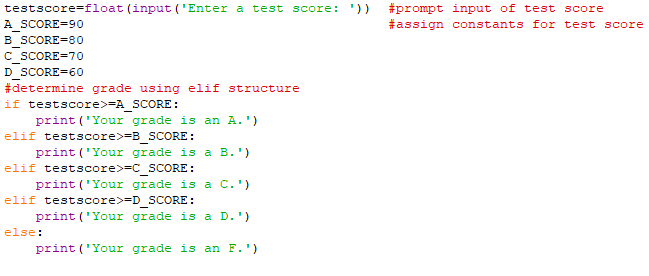 testscore=float(input('Enter a test score: '))  #prompt input of test score
A_SCORE=90                                      #assign constants for test score
B_SCORE=80
C_SCORE=70
D_SCORE=60
#determine grade using elif structure
if testscore>=A_SCORE:
    print('Your grade is an A.')
elif testscore>=B_SCORE:
    print('Your grade is a B.')
elif testscore>=C_SCORE:
    print('Your grade is a C.')
elif testscore>=D_SCORE:
    print('Your grade is a D.')
else:
    print('Your grade is an F.')